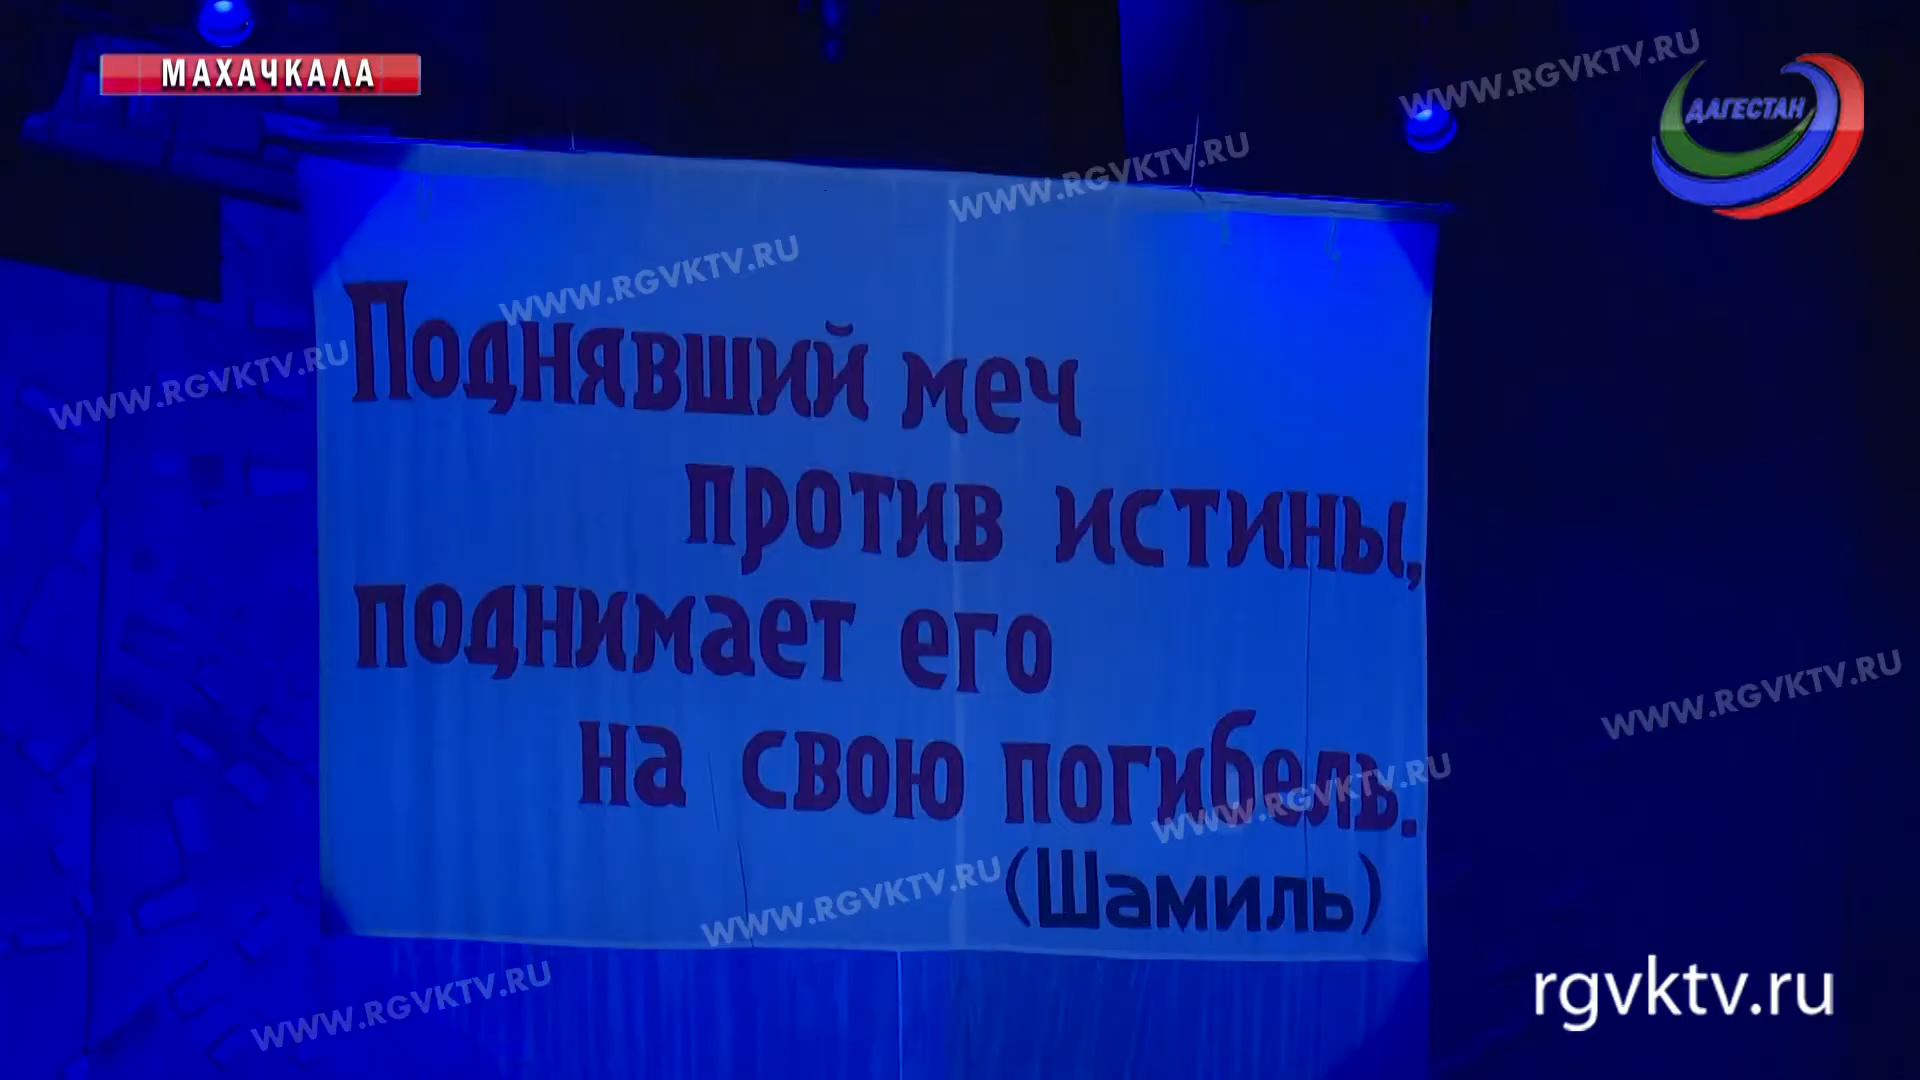 МАХАЧКАЛА
ДАГЕСТАН
WWW.RGVKTV.RU
WWW.RGVKTV.RU
WWW.RGVKTV.RU
WWW.RGVKTV.RU
Поднявший меч
против истины,
поднимает его
на свою погибель.
(Шамиль)
WWW.RGVKTV.RU
WWW.RGVKTV.RU
WWW.RGVKTV.RU
WWW.RGVKTV.RU
rgvktv.ru